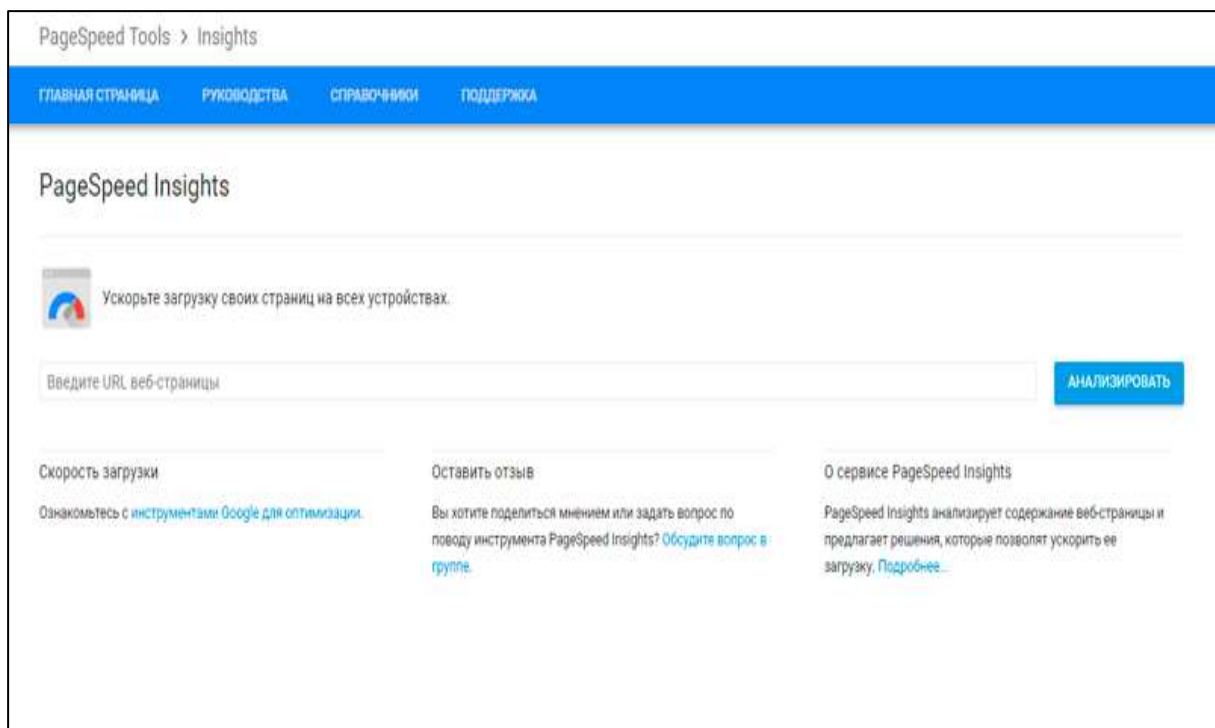 PageSpeed Tools > Insights
ГЛАВНАЯ СТРАНИЦА РУКОВОДСТВА СПРАВОЧНИКИ ПОДДЕРЖКА
PageSpeed Insights
Ускорьте загрузку своих страниц на всех устройствах.
Введите URL веб-страницы
АНАЛИЗИРОВАТЬ
Скорость загрузки
Ознакомьтесь с инструментами Google для оптимизации.
Оставить отзыв
Вы хотите поделиться мнением или задать вопрос по
поводу инструмента PageSpeed Insights? Обсудите вопрос в
группе.
О сервисе PageSpeed Insights
PageSpeed Insights анализирует содержание веб-страницы и
предлагает решения, которые позволят ускорить ее
загрузку. Подробнее...